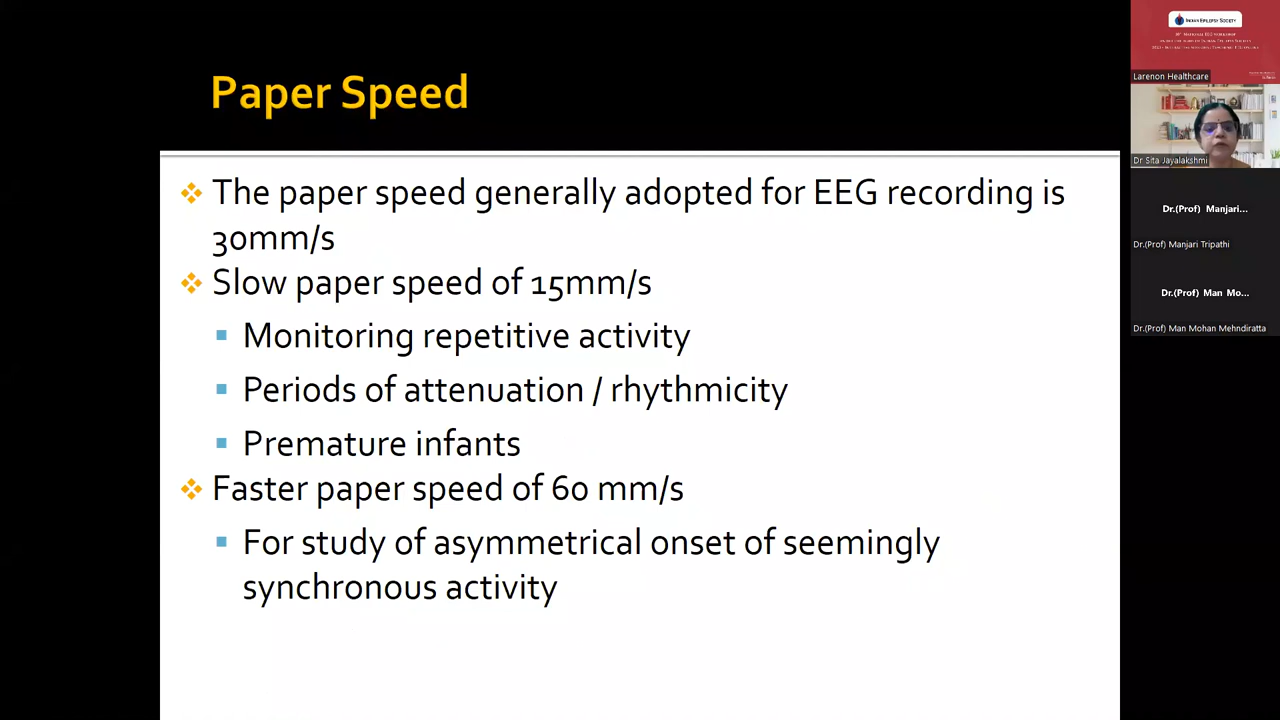 Paper Speed
The paper speed generally adopted for EEG recording is
30mm/s
Slow paper speed of 15mm/s
Monitoring repetitive activity
Periods of attenuation / rhythmicity
Premature infants
Faster paper speed of 60 mm/s
For study of asymmetrical onset of seemingly
synchronous activity
INDIAN EPILEPSY SOCIETY
Larenon Healthcare
Dr Sita Jayalakshmi
Dr.(Prof) Manjari...
Dr.(Prof) Manjari Tripathi
Dr.(Prof) Man Mo...
Dr.(Prof) Man Mohan Mehndiratta